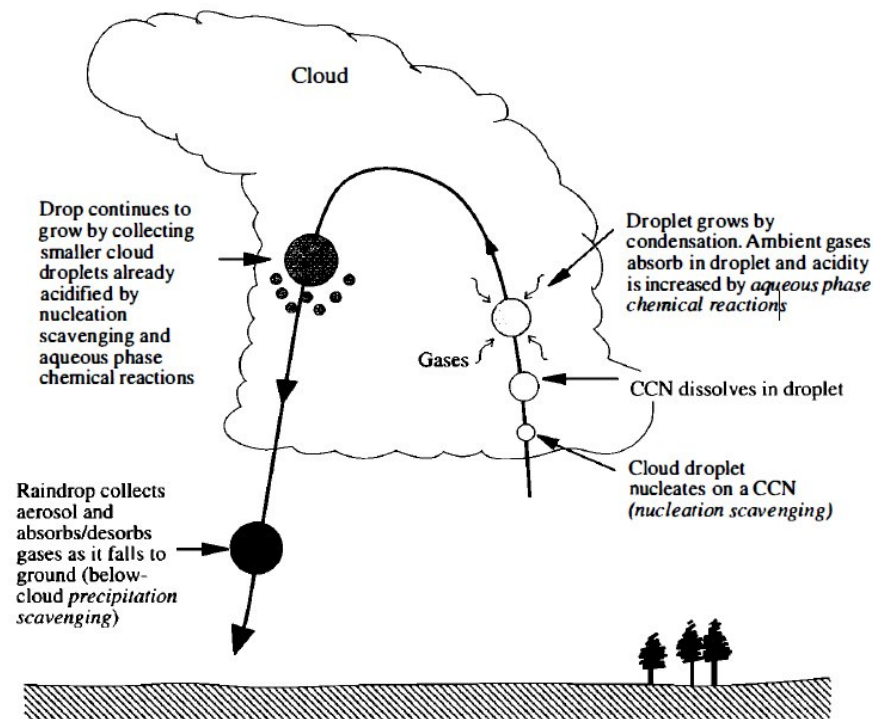 Cloud
Drop continues to
grow by collecting
smaller cloud
droplets already
acidified by
nucleation
scavenging and
aqueous phase
chemical reactions
Droplet grows by
condensation. Ambient gases
absorb in droplet and acidity
is increased by aqueous phase
chemical reactions
Gases
CCN dissolves in droplet
Cloud droplet
nucleates on a CCN
(nucleation scavenging)
Raindrop collects
aerosol and
absorbs/desorbs
gases as it falls to
ground (below-
cloud precipitation
scavenging)